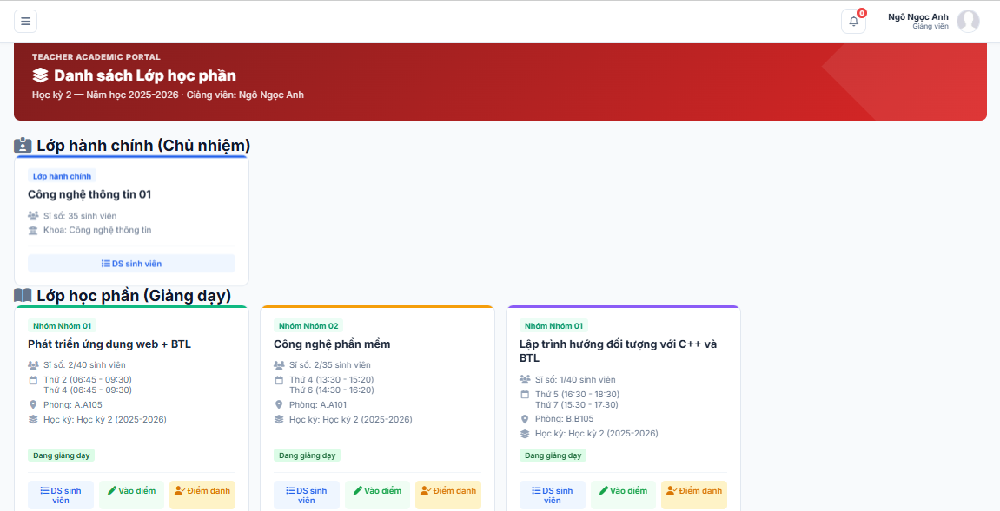 0
Ngô Ngọc Anh
Giảng viên
TEACHER ACADEMIC PORTAL
Danh sách Lớp học phần
Học kỳ 2 — Năm học 2025-2026 · Giảng viên: Ngô Ngọc Anh
Lớp hành chính (Chủ nhiệm)
Lớp hành chính
Công nghệ thông tin 01
Sĩ số: 35 sinh viên
Khoa: Công nghệ thông tin
DS sinh viên
Lớp học phần (Giảng dạy)
Nhóm Nhóm 01
Phát triển ứng dụng web + BTL
Sĩ số: 2/40 sinh viên
Thứ 2 (06:45 - 09:30)
Thứ 4 (06:45 - 09:30)
Phòng: A.A105
Học kỳ: Học kỳ 2 (2025-2026)
Đang giảng dạy
DS sinh
viên
Vào điểm
Điểm danh
Nhóm Nhóm 02
Công nghệ phần mềm
Sĩ số: 2/35 sinh viên
Thứ 4 (13:30 - 15:20)
Thứ 6 (14:30 - 16:20)
Phòng: A.A101
Học kỳ: Học kỳ 2 (2025-2026)
Đang giảng dạy
DS sinh
viên
Vào điểm
Điểm danh
Nhóm Nhóm 01
Lập trình hướng đối tượng với C++ và
BTL
Sĩ số: 1/40 sinh viên
Thứ 5 (16:30 - 18:30)
Thứ 7 (15:30 - 17:30)
Phòng: B.B105
Học kỳ: Học kỳ 2 (2025-2026)
Đang giảng dạy
DS sinh
viên
Vào điểm
Điểm danh